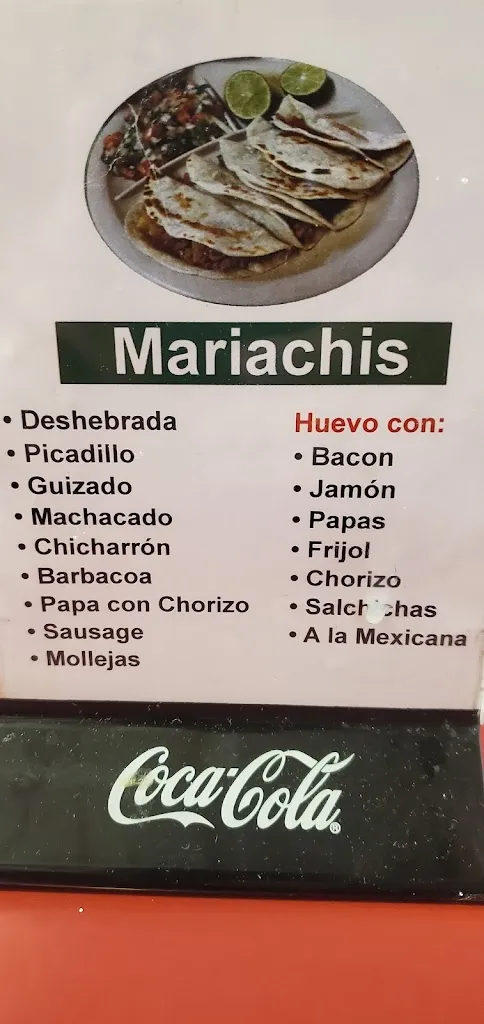 Mariachis
• Deshebrada
• Picadillo
• Guizado
• Machacado
• Chicharrón
• Barbacoa
• Papa con Chorizo
• Sausage
• Mollejas
Huevo con:
• Bacon
• Jamón
• Papas
• Frijol
• Chorizo
• Salchichas
• A la Mexicana
Coca-Cola®